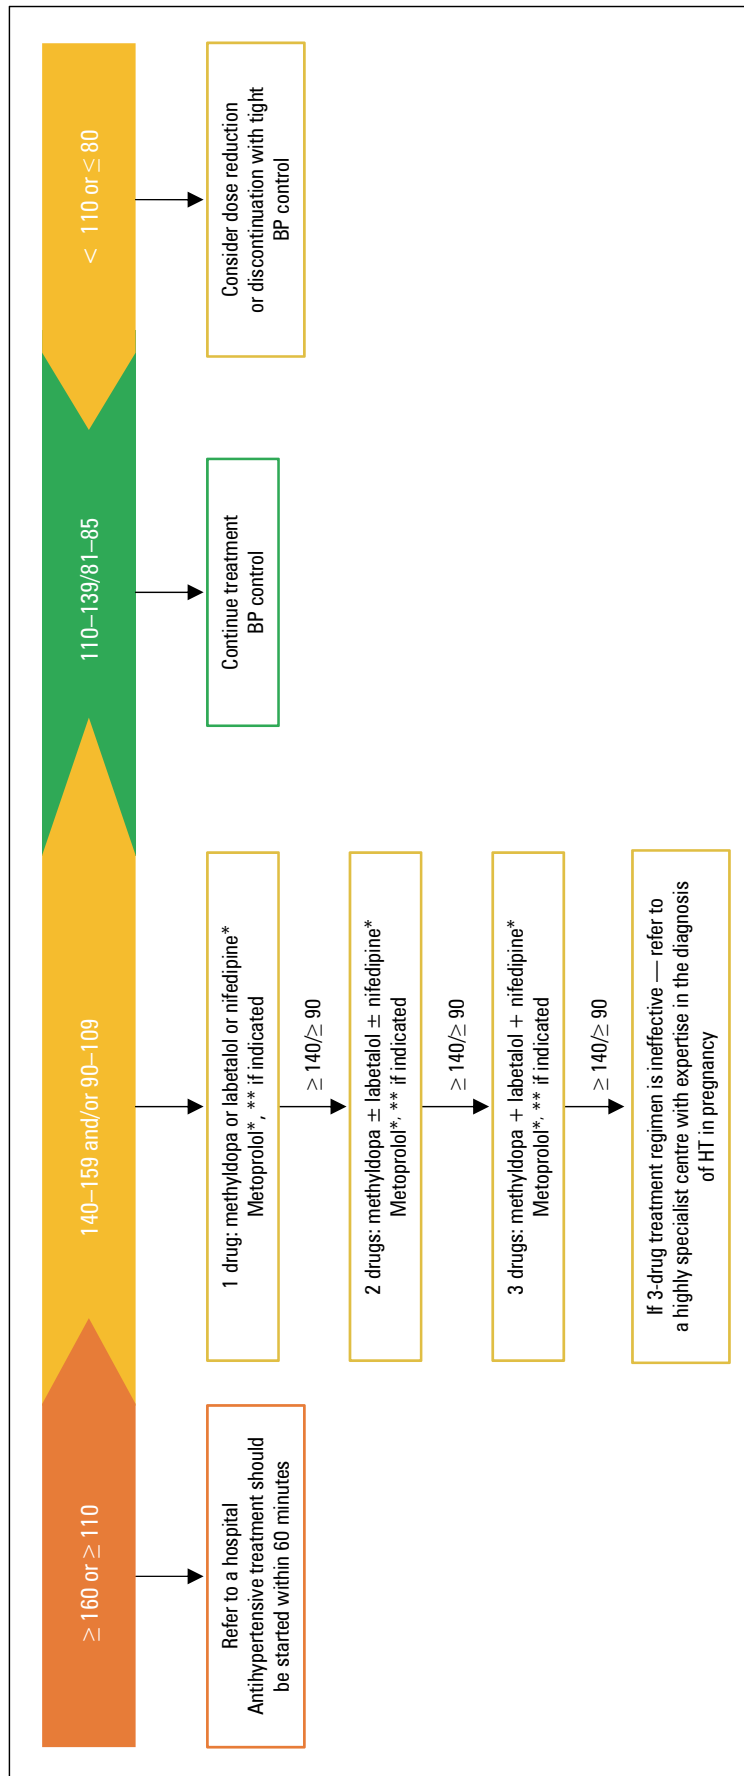 ≥ 160 or ≥ 110
Refer to a hospital
Antihypertensive treatment should
be started within 60 minutes
140–159 and/or 90–109
1 drug: methyldopa or labetalol or nifedipine*
Metoprolol*, ** if indicated
≥ 140/≥ 90
2 drugs: methyldopa ± labetalol ± nifedipine*
Metoprolol*, ** if indicated
≥ 140/≥ 90
3 drugs: methyldopa + labetalol + nifedipine*
Metoprolol*, ** if indicated
≥ 140/≥ 90
If 3-drug treatment regimen is ineffective — refer to
a highly specialist centre with expertise in the diagnosis
of HT in pregnancy
110–139/81–85
Continue treatment
BP control
< 110 or ≤ 80
Consider dose reduction
or discontinuation with tight
BP control